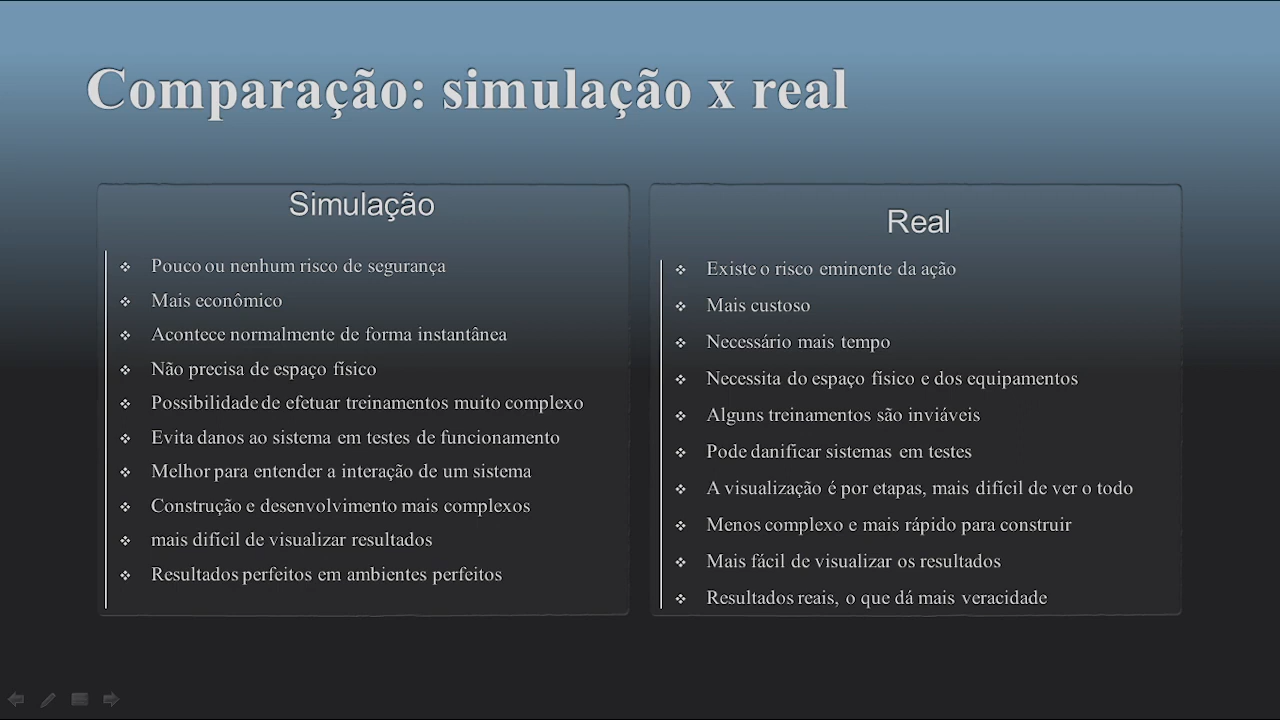 Comparação: simulação x real
Simulação
Pouco ou nenhum risco de segurança
Mais econômico
Acontece normalmente de forma instantânea
Não precisa de espaço físico
Possibilidade de efetuar treinamentos muito complexo
Evita danos ao sistema em testes de funcionamento
Melhor para entender a interação de um sistema
Construção e desenvolvimento mais complexos
mais difícil de visualizar resultados
Resultados perfeitos em ambientes perfeitos
Real
Existe o risco eminente da ação
Mais custoso
Necessário mais tempo
Necessita do espaço físico e dos equipamentos
Alguns treinamentos são inviáveis
Pode danificar sistemas em testes
A visualização é por etapas, mais difícil de ver o todo
Menos complexo e mais rápido para construir
Mais fácil de visualizar os resultados
Resultados reais, o que dá mais veracidade